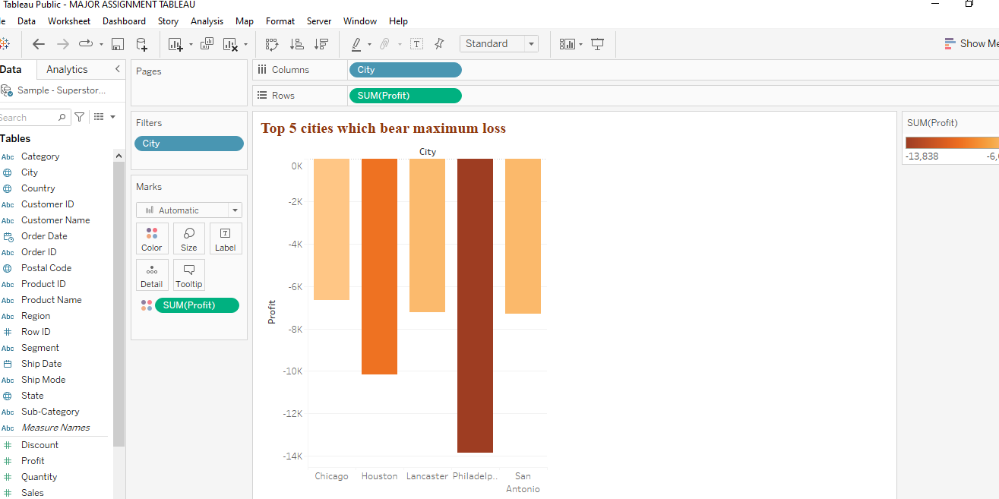 Tableau Public - MAJOR ASSIGNMENT TABLEAU
le Data Worksheet Dashboard Story Analysis Map Format Server Window Help
Standard
Show Me
Data Analytics
Sample - Superstor...
Search
Tables
Abc Category
City
Country
Abc Customer ID
Abc Customer Name
Order Date
Abc Order ID
Postal Code
Abc Product ID
Abc Product Name
Abc Region
Row ID
Abc Segment
Ship Date
Abc Ship Mode
State
Abc Sub-Category
Abc Measure Names
Discount
Profit
Quantity
Sales
Pages
Filters
City
Marks
Automatic
Color Size Label
Detail Tooltip
SUM(Profit)
Columns City
Rows SUM(Profit)
Top 5 cities which bear maximum loss
City
0K
-2K
-4K
-6K
-8K
-10K
-12K
-14K
Profit
Chicago Houston Lancaster Philadelp.. San
Antonio
SUM(Profit)
-13,838 -6,